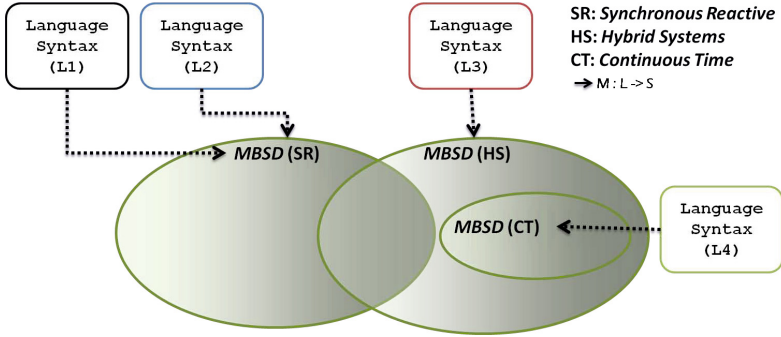 Language
Syntax
(L1)
Language
Syntax
(L2)
Language
Syntax
(L3)
SR: Synchronous Reactive
HS: Hybrid Systems
CT: Continuous Time
M : L -> S
MBSD (SR)
MBSD (HS)
MBSD (CT)
Language
Syntax
(L4)